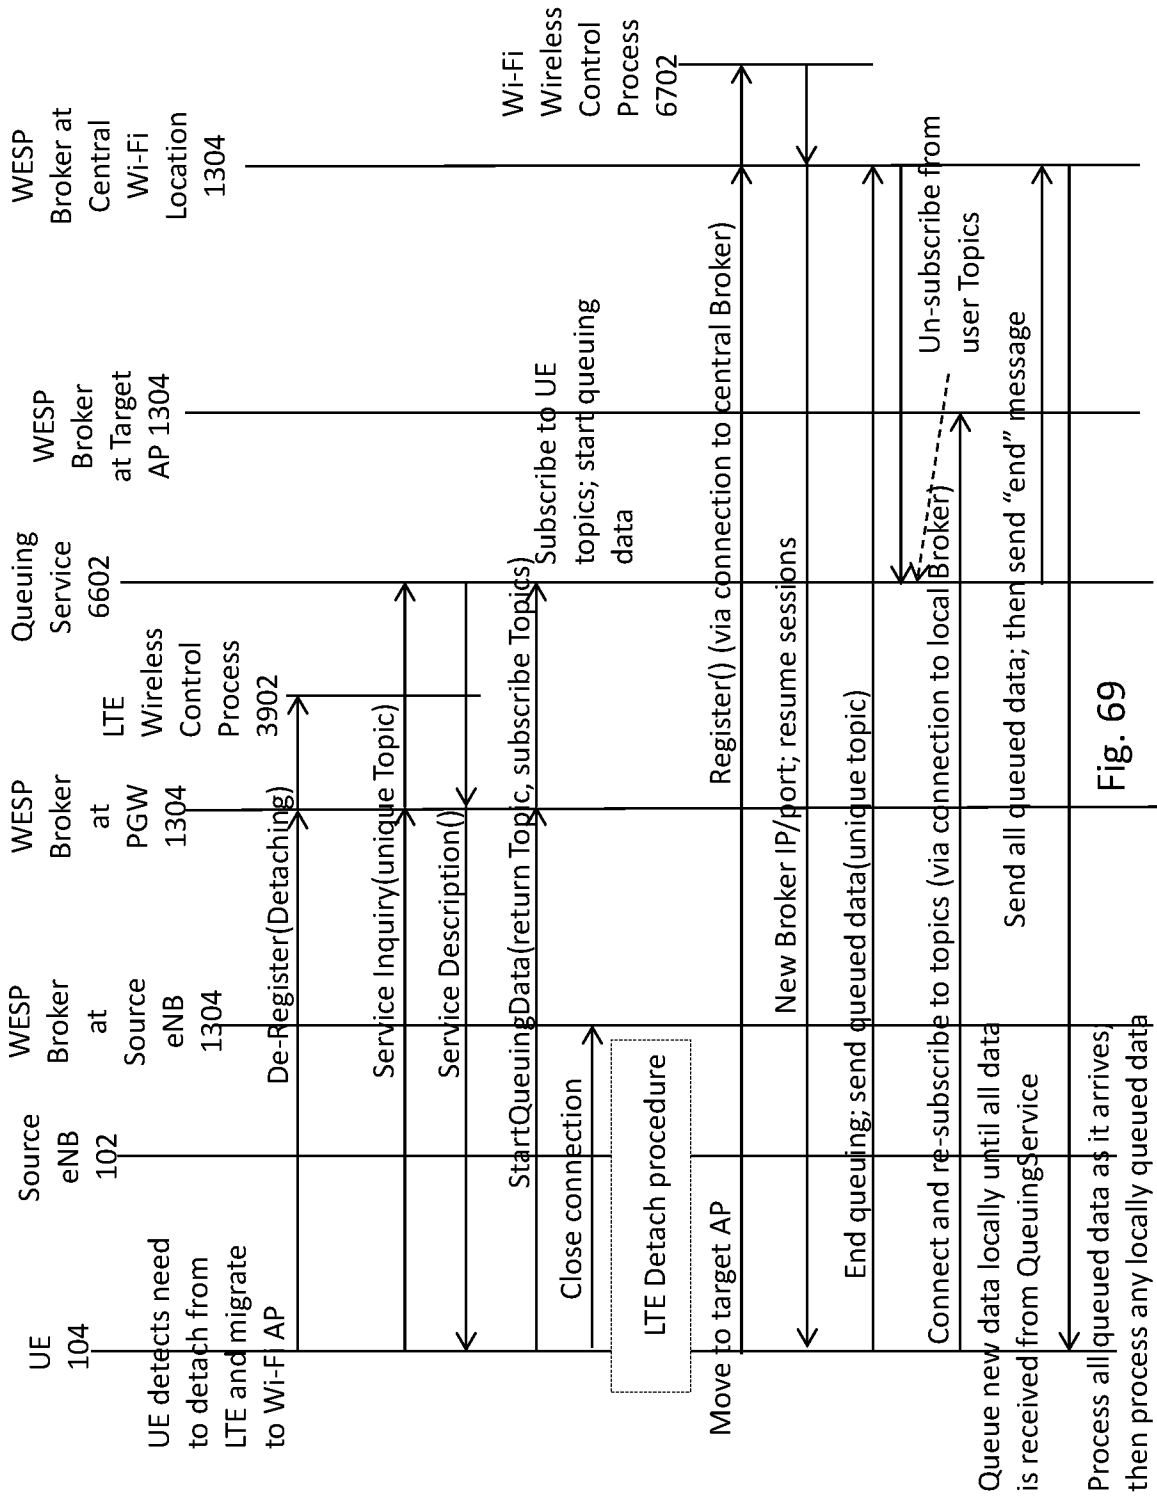 UE
104
Source
eNB
102
WESP
Broker
at
Source
eNB
1304
WESP
Broker
at
PGW
1304
LTE
Wireless
Control
Process
3902
Queuing
Service
6602
WESP
Broker
at Target
AP 1304
WESP
Broker at
Central
Wi-Fi
Location
1304
Wi-Fi
Wireless
Control
Process
6702
UE detects need
to detach from
LTE and migrate
to Wi-Fi AP
De-Register(Detaching)
Service Inquiry(unique Topic)
Service Description()
StartQueuingData(return Topic, subscribe Topics)
Subscribe to UE
topics; start queuing
data
Close connection
LTE Detach procedure
Move to target AP
Register() (via connection to central Broker)
New Broker IP/port; resume sessions
End queuing; send queued data(unique topic)
Un-subscribe from
user Topics
Connect and re-subscribe to topics (via connection to local Broker)
Queue new data locally until all data
is received from QueuingService
Send all queued data; then send “end” message
Process all queued data as it arrives;
then process any locally queued data
Fig. 69